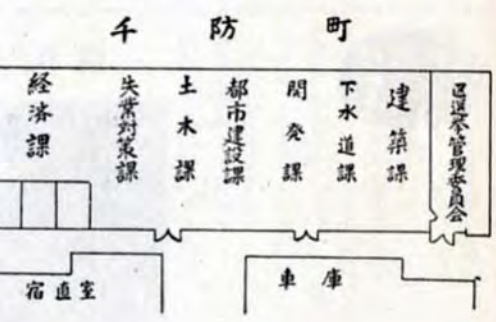 千防町
経済課
失業対策課
土木課
都市建設課
開発課
下水道課
建築課
区選挙管理委員会
宿直室
車庫